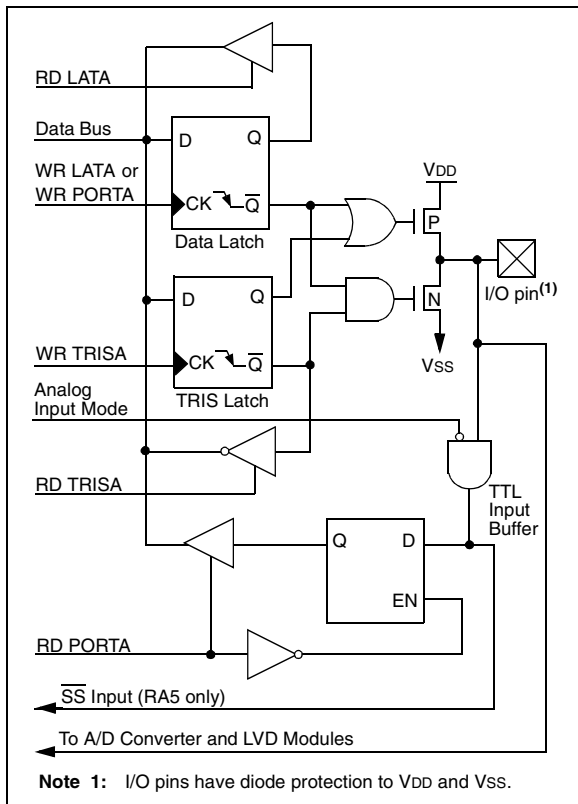 RD LATA
Data Bus
D Q
WR LATA or
WR PORTA
CK Q̅
Data Latch
VDD
P
I/O pin(1)
D Q
N
VSS
WR TRISA
CK Q̅
TRIS Latch
Analog
Input Mode
RD TRISA
TTL
Input
Buffer
Q D
EN
RD PORTA
S̅S̅ Input (RA5 only)
To A/D Converter and LVD Modules
Note 1: I/O pins have diode protection to VDD and VSS.